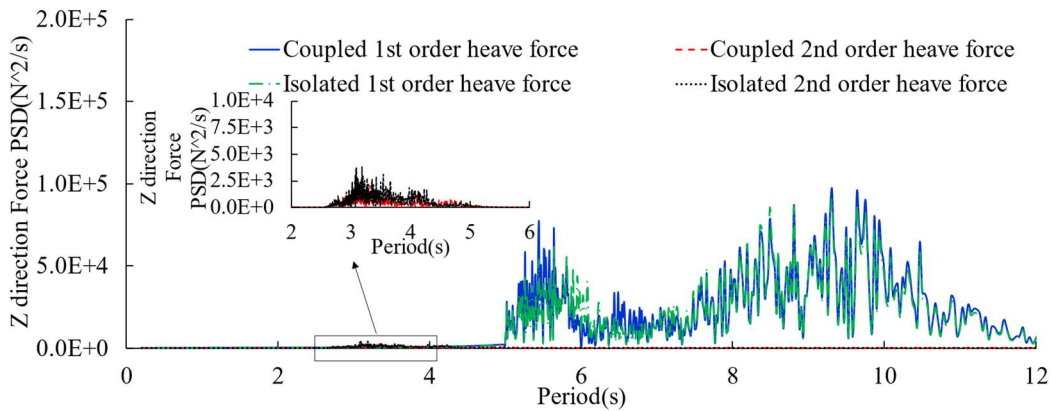 Z direction Force PSD(N^2/s)
2.0E+5
1.5E+5
1.0E+5
5.0E+4
0.0E+0
Coupled 1st order heave force
Coupled 2nd order heave force
Isolated 1st order heave force
Isolated 2nd order heave force
Z direction
Force
PSD(N^2/s)
1.0E+4
7.5E+3
5.0E+3
2.5E+3
0.0E+0
2 3 4 5 6
Period(s)
0 2 4 6 8 10 12
Period(s)